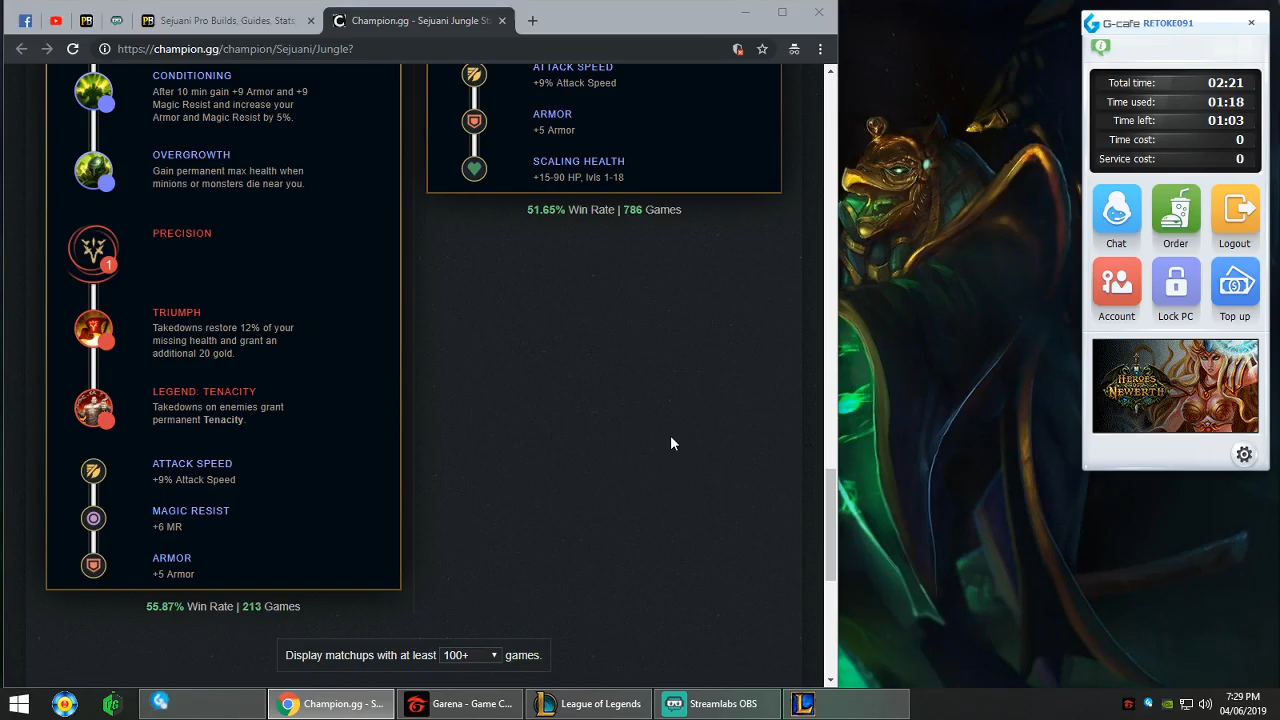 Sejuani Pro Builds, Guides, Stats
Champion.gg - Sejuani Jungle St
https://champion.gg/champion/Sejuani/Jungle?
CONDITIONING
After 10 min gain +9 Armor and +9
Magic Resist and increase your
Armor and Magic Resist by 5%.
OVERGROWTH
Gain permanent max health when
minions or monsters die near you.
PRECISION
1
TRIUMPH
Takedowns restore 12% of your
missing health and grant an
additional 20 gold.
LEGEND: TENACITY
Takedowns on enemies grant
permanent Tenacity.
ATTACK SPEED
+9% Attack Speed
MAGIC RESIST
+6 MR
ARMOR
+5 Armor
55.87% Win Rate | 213 Games
ATTACK SPEED
+9% Attack Speed
ARMOR
+5 Armor
SCALING HEALTH
+15-90 HP, lvls 1-18
51.65% Win Rate | 786 Games
Display matchups with at least 100+ games.
G-cafe RETOKE091
Total time: 02:21
Time used: 01:18
Time left: 01:03
Time cost: 0
Service cost: 0
Chat Order Logout
Account Lock PC Top up
HEROES OF NEWERTH
Champion.gg - S...
Garena - Game C...
League of Legends
Streamlabs OBS
7:29 PM
04/06/2019